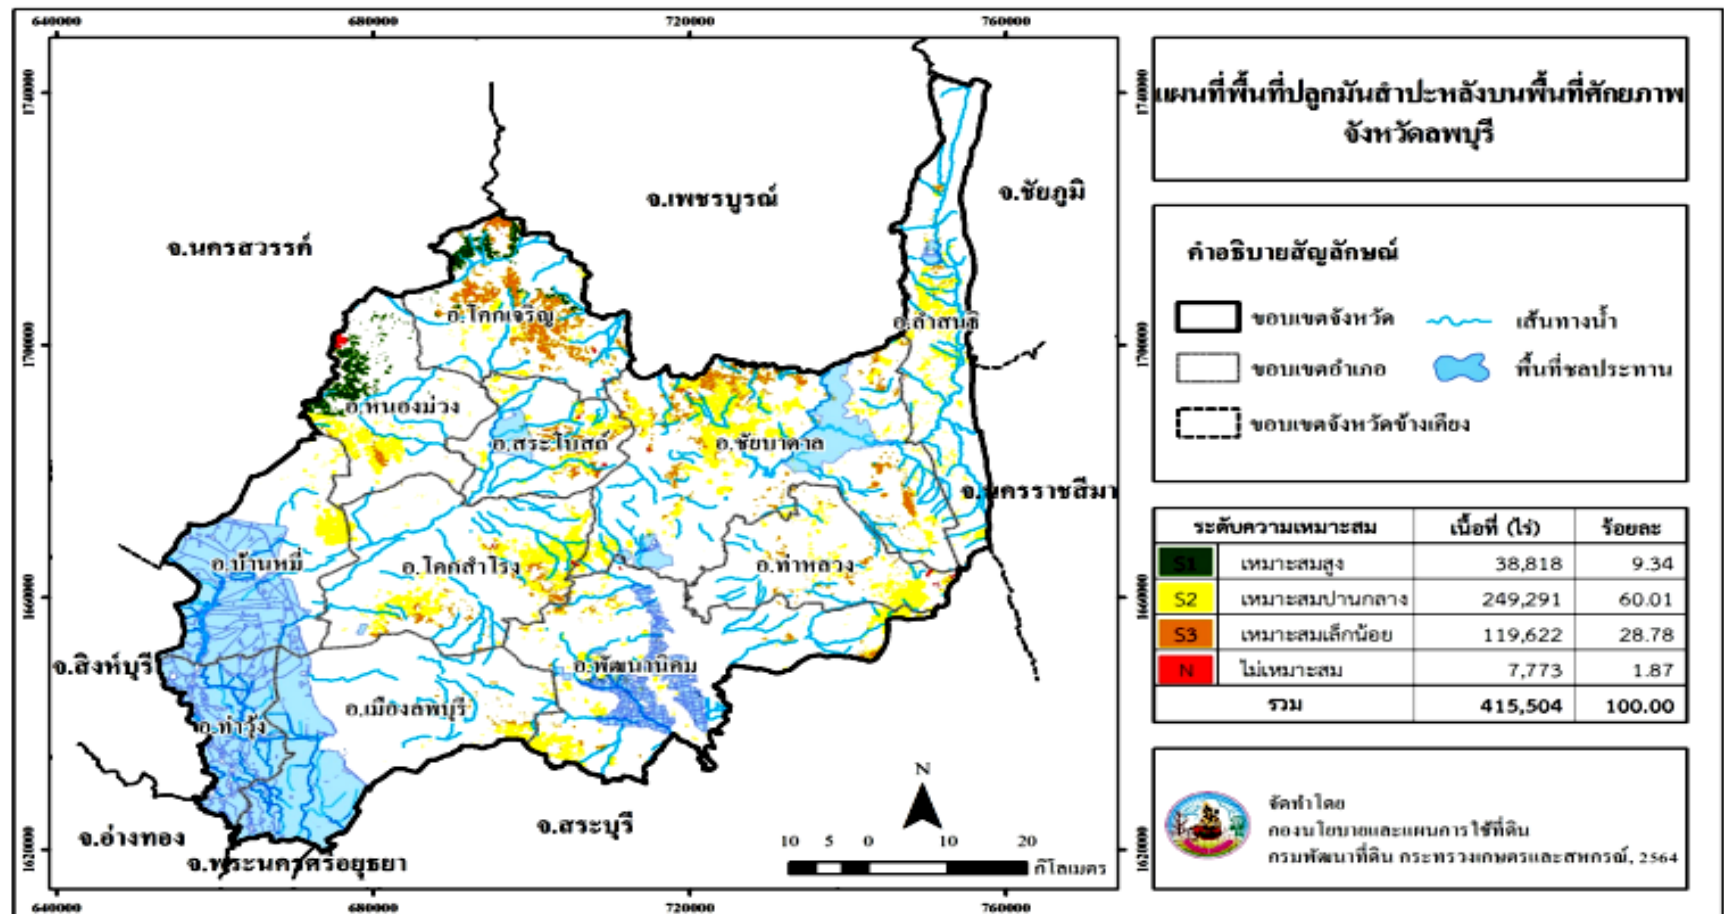 640000 680000 720000 760000
1740000 1740000
แผนที่พื้นที่ปลูกมันสำปะหลังบนพื้นที่ศักยภาพ
จังหวัดลพบุรี
จ.ชัยภูมิ
จ.เพชรบูรณ์
จ.นครสวรรค์
คำอธิบายสัญลักษณ์
ขอบเขตจังหวัด
เส้นทางน้ำ
ขอบเขตอำเภอ
พื้นที่ชลประทาน
ขอบเขตจังหวัดข้างเคียง
อ.โคกเจริญ
อ.ลำสนธิ
1700000 1700000
อ.หนองม่วง
อ.สระโบสถ์
อ.ชัยบาดาล
จ.นครราชสีมา
ระดับความเหมาะสม เนื้อที่ (ไร่) ร้อยละ
S1 เหมาะสมสูง 38,818 9.34
S2 เหมาะสมปานกลาง 249,291 60.01
S3 เหมาะสมเล็กน้อย 119,622 28.78
N ไม่เหมาะสม 7,773 1.87
รวม 415,504 100.00
อ.บ้านหมี่
อ.โคกสำโรง
อ.ท่าหลวง
1660000 1660000
จ.สิงห์บุรี
อ.พัฒนานิคม
อ.ท่าวุ้ง
อ.เมืองลพบุรี
จ.อ่างทอง
จ.พระนครศรีอยุธยา
จ.สระบุรี
N
10 5 0 10 20
กิโลเมตร
จัดทำโดย
กองนโยบายและแผนการใช้ที่ดิน
กรมพัฒนาที่ดิน กระทรวงเกษตรและสหกรณ์, 2564
1620000 1620000
640000 680000 720000 760000